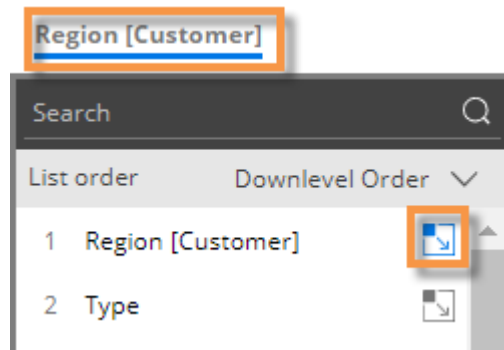 Region [Customer]
Search
List order Downlevel Order
1 Region [Customer]
2 Type